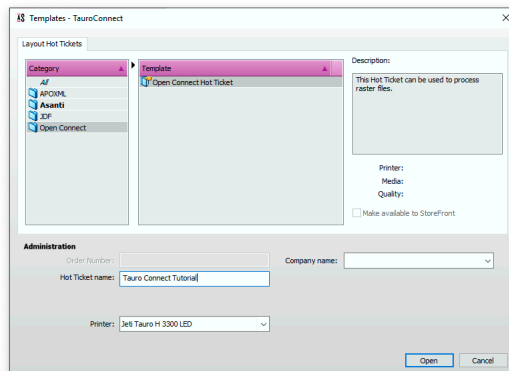 AS Templates - TauroConnect
Layout Hot Tickets
Category
All
APOXML
Asanti
JDF
Open Connect
Template
Open Connect Hot Ticket
Description:
This Hot Ticket can be used to process
raster files.
Printer:
Media:
Quality:
Make available to StoreFront
Administration
Order Number:
Company name:
Hot Ticket name: Tauro Connect Tutorial
Printer: Jeti Tauro H 3300 LED
Open Cancel